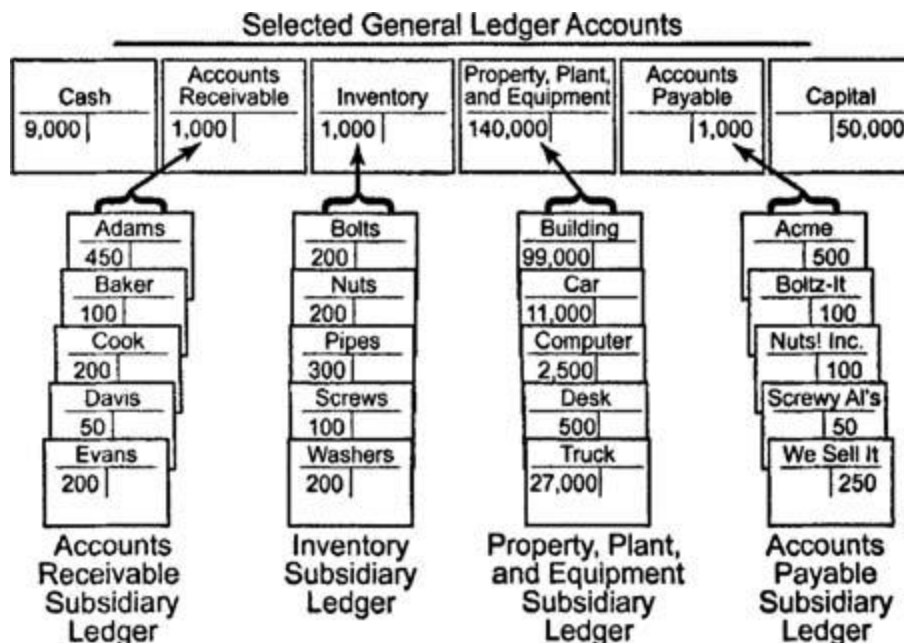 Selected General Ledger Accounts
Cash
9,000
Accounts
Receivable
1,000
Inventory
1,000
Property, Plant,
and Equipment
140,000
Accounts
Payable
1,000
Capital
50,000
Adams
450
Baker
100
Cook
200
Davis
50
Evans
200
Accounts
Receivable
Subsidiary
Ledger
Bolts
200
Nuts
200
Pipes
300
Screws
100
Washers
200
Inventory
Subsidiary
Ledger
Building
99,000
Car
11,000
Computer
2,500
Desk
500
Truck
27,000
Property, Plant,
and Equipment
Subsidiary
Ledger
Acme
500
Boltz-It
100
Nuts! Inc.
100
Screwy Al's
50
We Sell It
250
Accounts
Payable
Subsidiary
Ledger